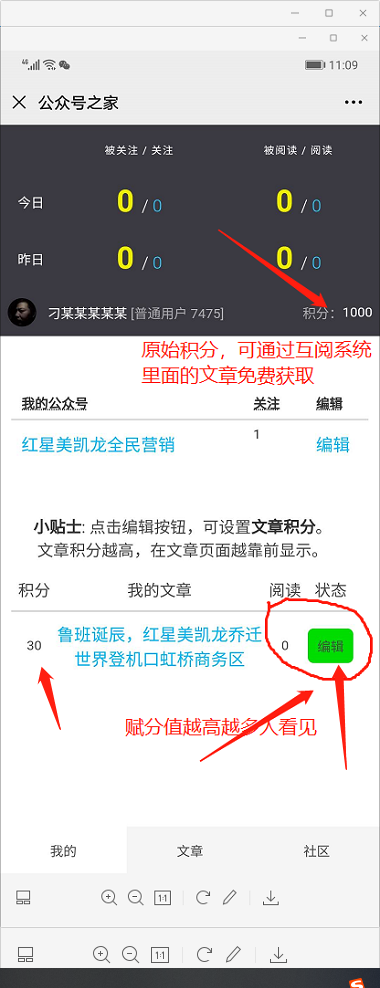 4G 11:09
公众号之家
被关注 / 关注 被阅读 / 阅读
今日 0 / 0 0 / 0
昨日 0 / 0 0 / 0
刁某某某某某 [普通用户 7475] 积分: 1000
原始积分，可通过互阅系统
里面的文章免费获取
我的公众号 关注 编辑
红星美凯龙全民营销 1 编辑
小贴士: 点击编辑按钮，可设置文章积分。
文章积分越高，在文章页面越靠前显示。
积分 我的文章 阅读 状态
30 鲁班诞辰，红星美凯龙乔迁 0 编辑
世界登机口虹桥商务区
赋分值越高越多人看见
我的 文章 社区
1:1
1:1
S